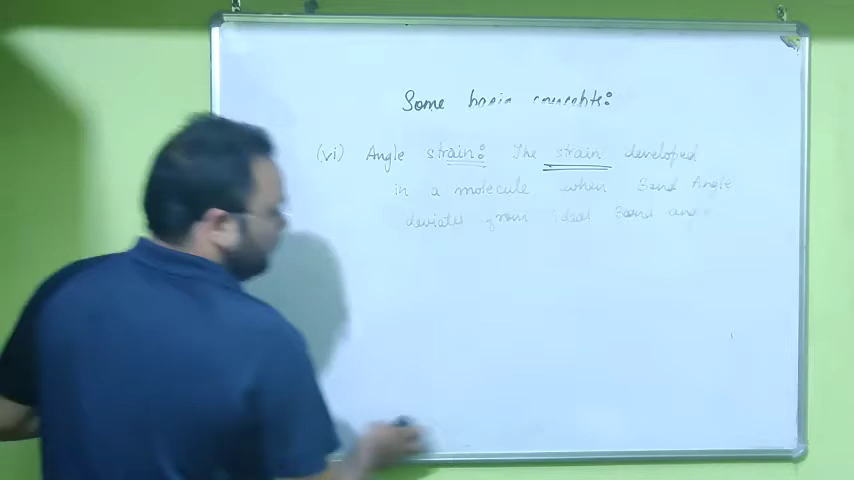 Some basic concepts:
(vi) Angle strain: The strain developed
in a molecule when Bond Angle
deviates from ideal Bond